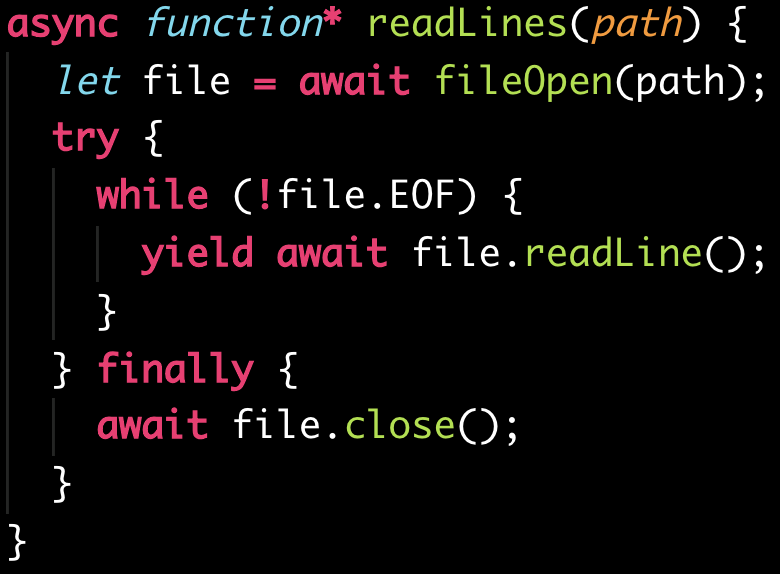 async function* readLines(path) {
  let file = await fileOpen(path);
  try {
    while (!file.EOF) {
      yield await file.readLine();
    }
  } finally {
    await file.close();
  }
}